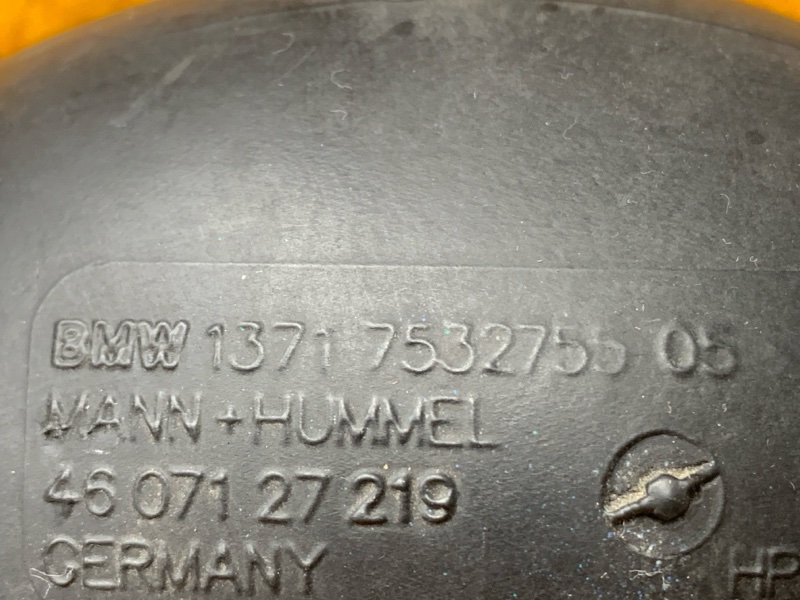 BMW 1371 7532755 05
MANN+HUMMEL
46 071 27 219
GERMANY
HP